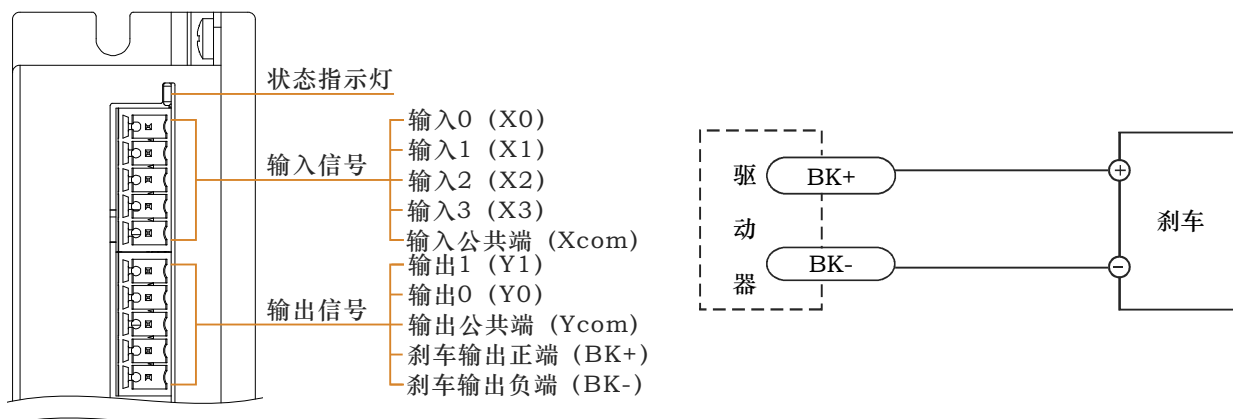 状态指示灯
输入信号
输入0 (X0)
输入1 (X1)
输入2 (X2)
输入3 (X3)
输入公共端 (Xcom)
输出信号
输出1 (Y1)
输出0 (Y0)
输出公共端 (Ycom)
刹车输出正端 (BK+)
刹车输出负端 (BK-)
驱动器
BK+
BK-
+
−
刹车